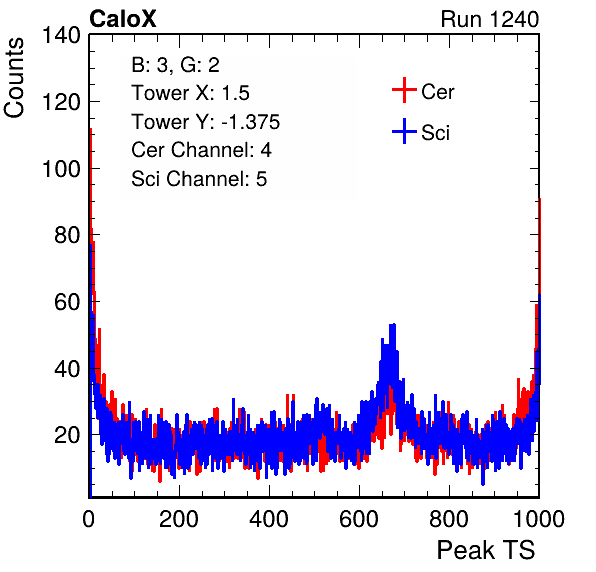 CaloX Run 1240
Counts
140
120
100
80
60
40
20
B: 3, G: 2
Tower X: 1.5
Tower Y: -1.375
Cer Channel: 4
Sci Channel: 5
Cer
Sci
0 200 400 600 800 1000
Peak TS